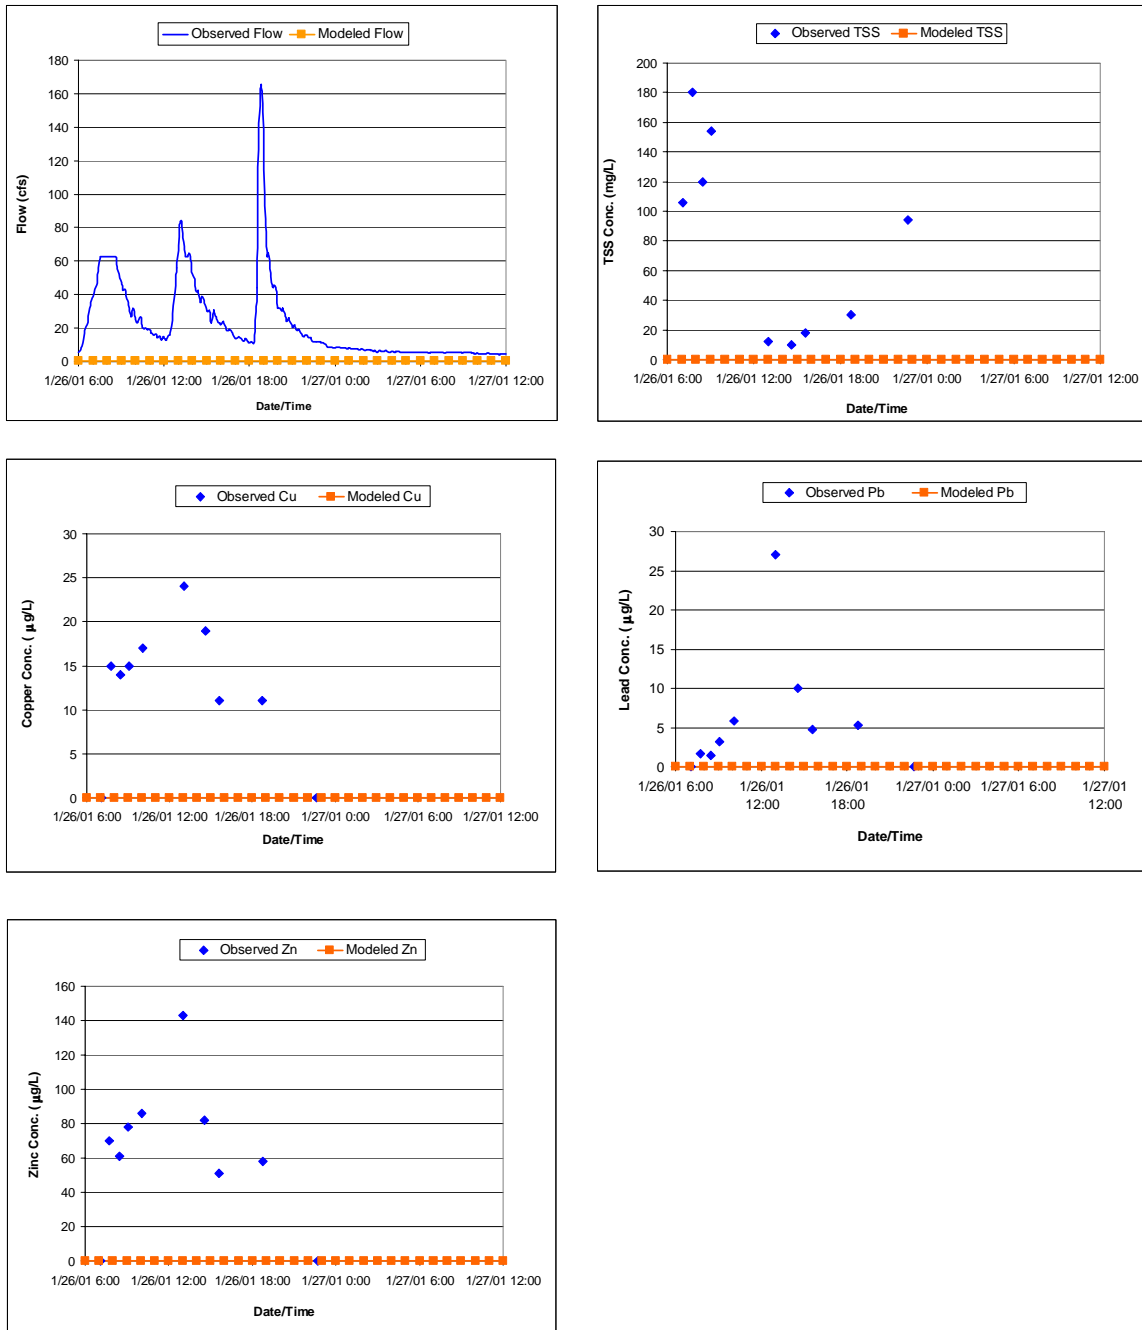 Observed Flow Modeled Flow
180
160
140
120
100
80
60
40
20
0
Flow (cfs)
1/26/01 6:00 1/26/01 12:00 1/26/01 18:00 1/27/01 0:00 1/27/01 6:00 1/27/01 12:00
Date/Time
Observed TSS Modeled TSS
200
180
160
140
120
100
80
60
40
20
0
TSS Conc. (mg/L)
1/26/01 6:00 1/26/01 12:00 1/26/01 18:00 1/27/01 0:00 1/27/01 6:00 1/27/01 12:00
Date/Time
Observed Cu Modeled Cu
30
25
20
15
10
5
0
Copper Conc. ( µg/L)
1/26/01 6:00 1/26/01 12:00 1/26/01 18:00 1/27/01 0:00 1/27/01 6:00 1/27/01 12:00
Date/Time
Observed Pb Modeled Pb
30
25
20
15
10
5
0
Lead Conc. ( µg/L)
1/26/01 6:00 1/26/01 1/26/01 1/27/01 0:00 1/27/01 6:00 1/27/01
12:00 18:00 12:00
Date/Time
Observed Zn Modeled Zn
160
140
120
100
80
60
40
20
0
Zinc Conc. ( µg/L)
1/26/01 6:00 1/26/01 12:00 1/26/01 18:00 1/27/01 0:00 1/27/01 6:00 1/27/01 12:00
Date/Time